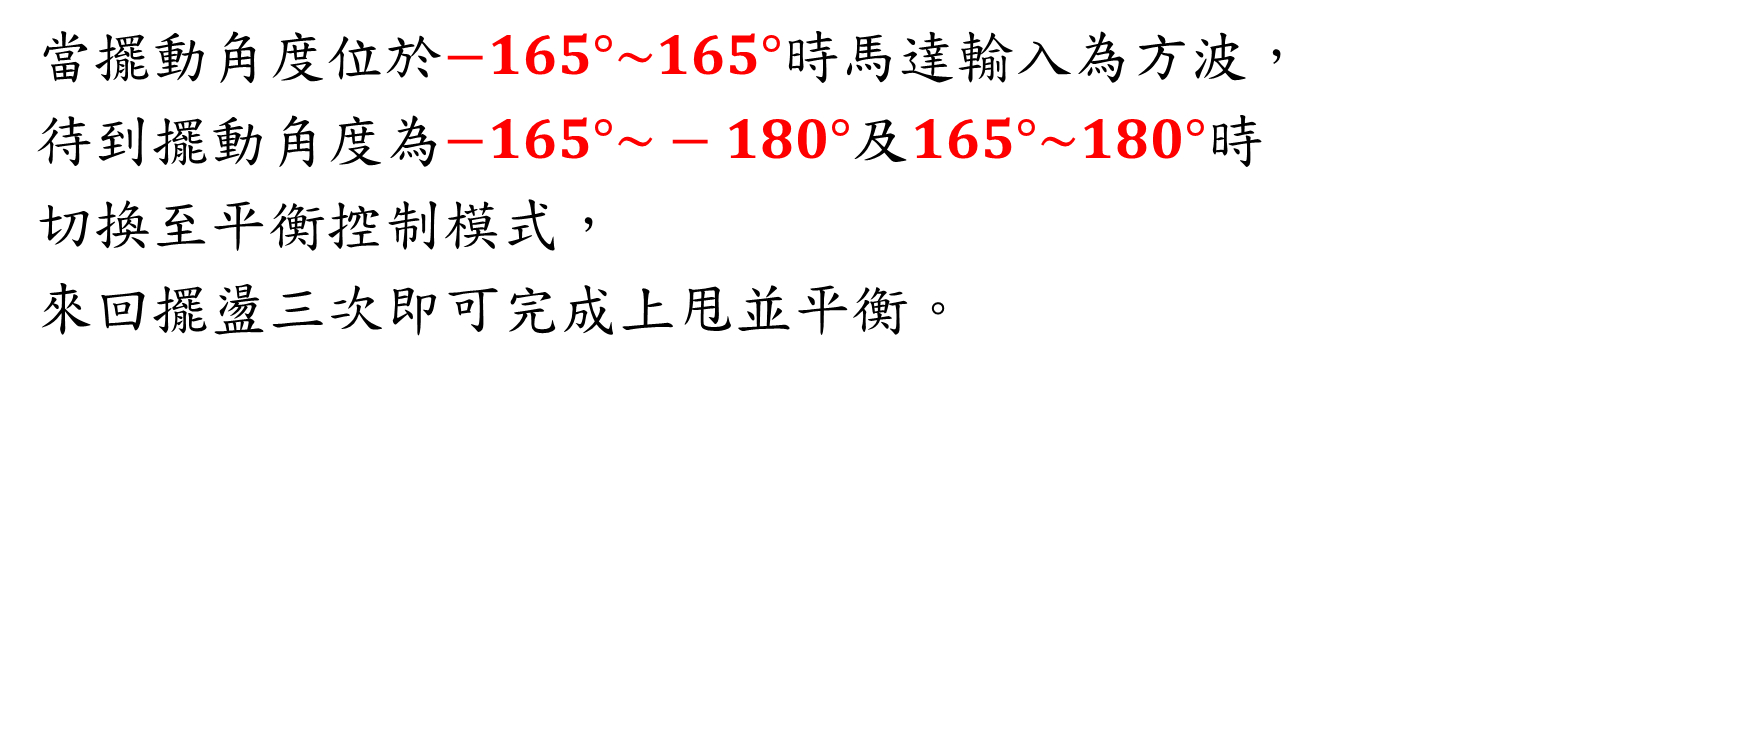 當擺動角度位於−165°~165°時馬達輸入為方波，
待到擺動角度為−165°~ − 180°及165°~180°時
切換至平衡控制模式，
來回擺盪三次即可完成上甩並平衡。